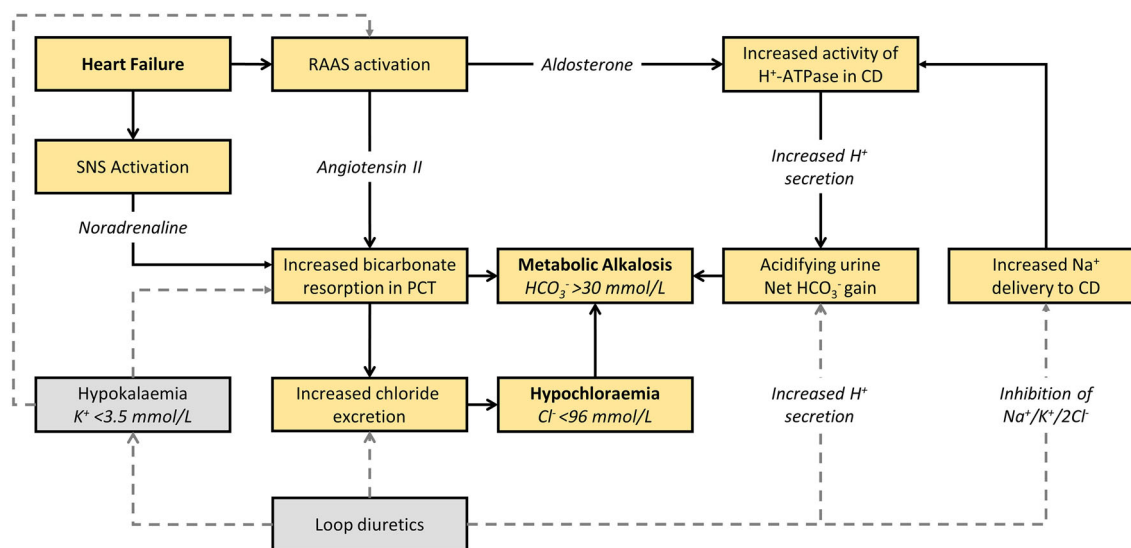 Heart Failure
RAAS activation
Aldosterone
Increased activity of
H⁺-ATPase in CD
SNS Activation
Angiotensin II
Increased H⁺
secretion
Noradrenaline
Increased bicarbonate
resorption in PCT
Metabolic Alkalosis
HCO₃⁻ >30 mmol/L
Acidifying urine
Net HCO₃⁻ gain
Increased Na⁺
delivery to CD
Hypokalaemia
K⁺ <3.5 mmol/L
Increased chloride
excretion
Hypochloraemia
Cl⁻ <96 mmol/L
Increased H⁺
secretion
Inhibition of
Na⁺/K⁺/2Cl⁻
Loop diuretics